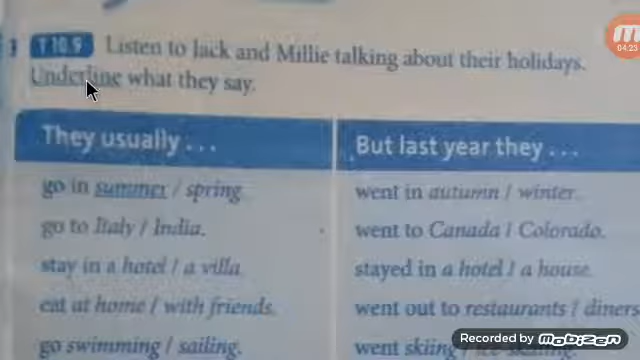 3 T 10.9 Listen to Jack and Millie talking about their holidays.
Underline what they say.
They usually ... But last year they ...
go in summer / spring. went in autumn / winter.
go to Italy / India. went to Canada / Colorado.
stay in a hotel / a villa. stayed in a hotel / a house.
eat at home / with friends. went out to restaurants / diners
go swimming / sailing. went skiing /
04:23
Recorded by mobizen